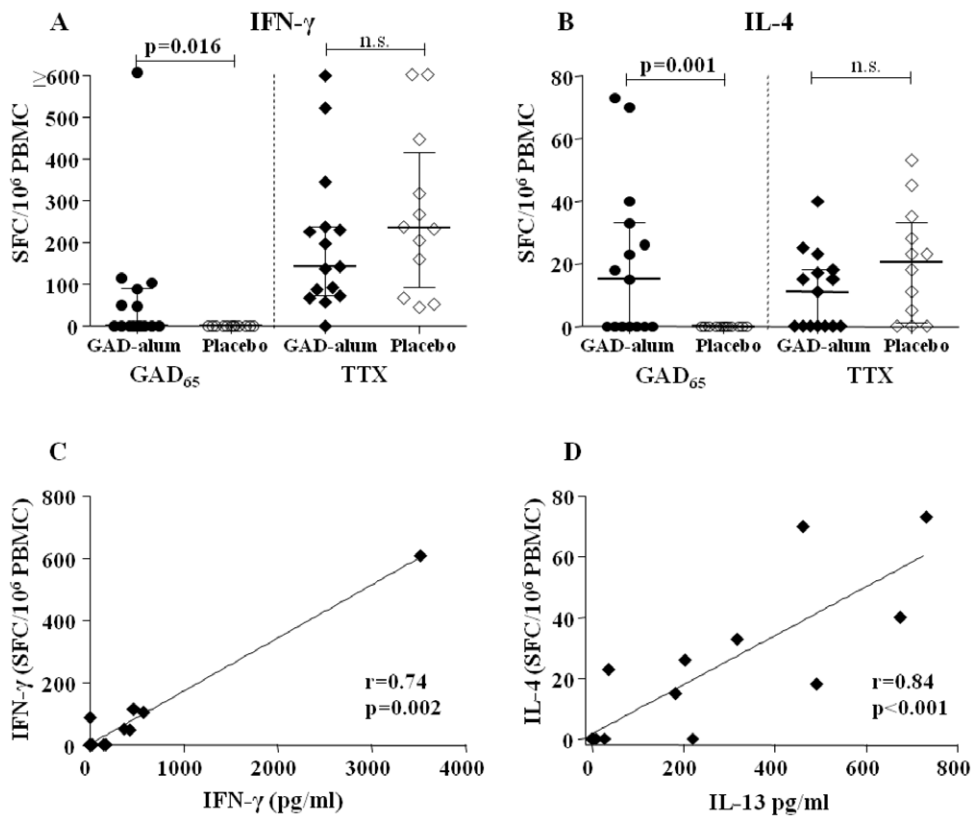 A IFN-γ
p=0.016
n.s.
SFC/10⁶ PBMC
≥
600
500
400
300
200
100
0
GAD-alum Placebo GAD-alum Placebo
GAD₆₅ TTX
B IL-4
p=0.001
n.s.
SFC/10⁶ PBMC
80
60
40
20
0
GAD-alum Placebo GAD-alum Placebo
GAD₆₅ TTX
C
IFN-γ (SFC/10⁶ PBMC)
800
600
400
200
0
r=0.74
p=0.002
0 1000 2000 3000 4000
IFN-γ (pg/ml)
D
IL-4 (SFC/10⁶ PBMC)
80
60
40
20
0
r=0.84
p<0.001
0 200 400 600 800
IL-13 pg/ml